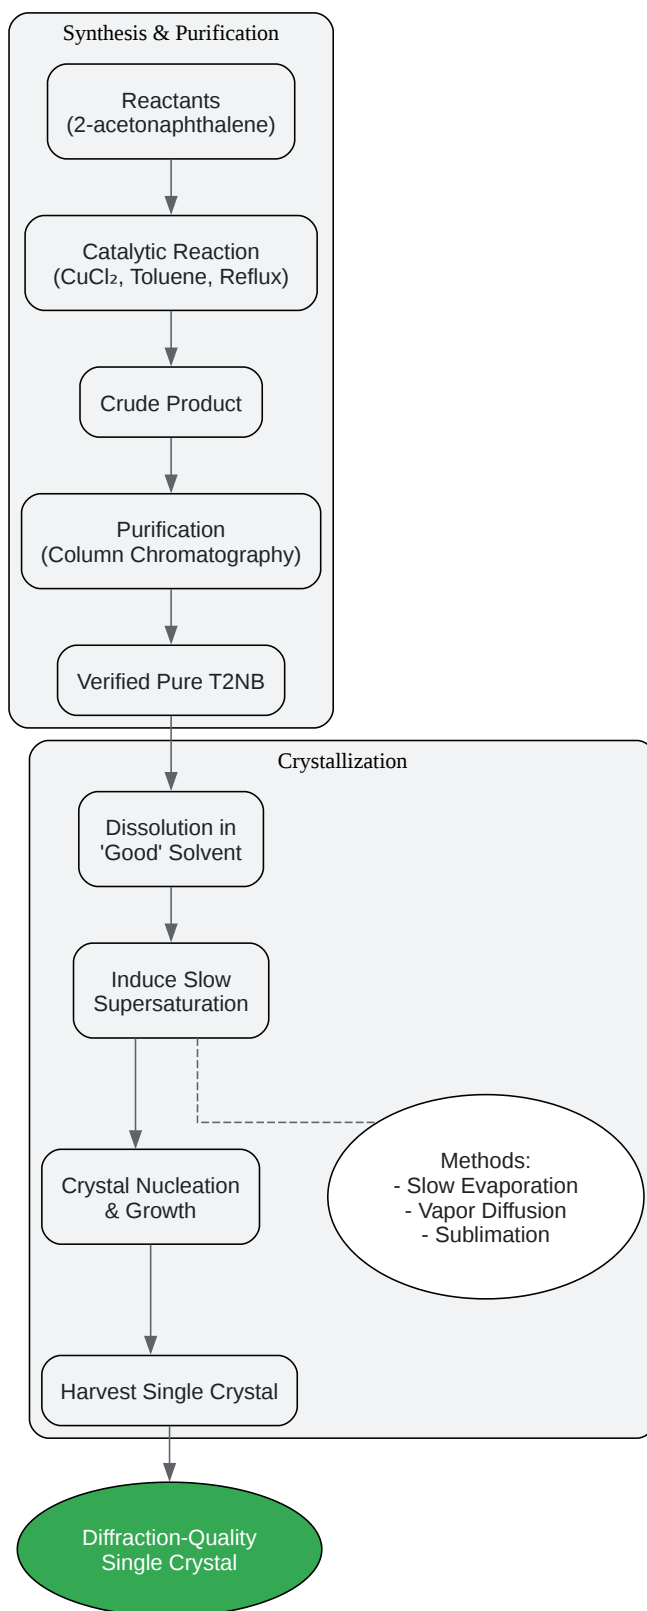 Synthesis & Purification
Reactants
(2-acetonaphthalene)
Catalytic Reaction
(CuCl₂, Toluene, Reflux)
Crude Product
Purification
(Column Chromatography)
Verified Pure T2NB
Crystallization
Dissolution in
'Good' Solvent
Induce Slow
Supersaturation
Methods:
- Slow Evaporation
- Vapor Diffusion
- Sublimation
Crystal Nucleation
& Growth
Harvest Single Crystal
Diffraction-Quality
Single Crystal